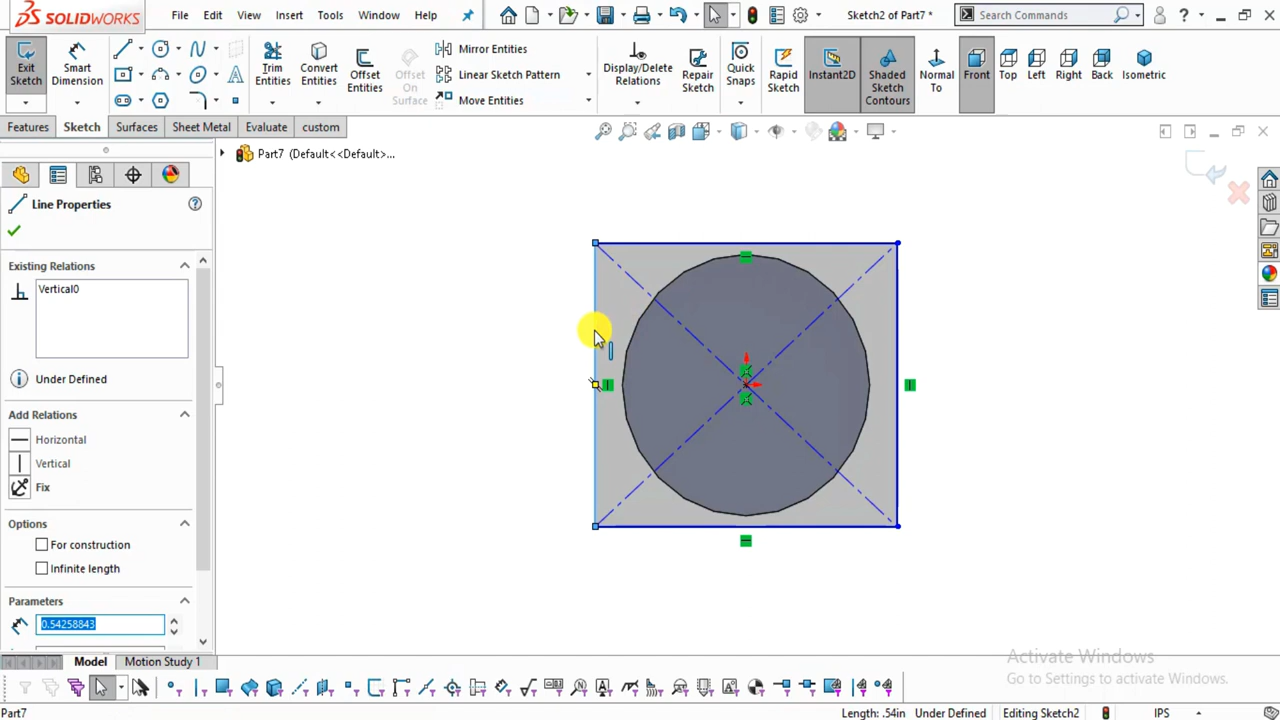 SOLIDWORKS File Edit View Insert Tools Window Help Sketch2 of Part7 * Search Commands
Exit Sketch
Smart Dimension
Trim Entities
Convert Entities
Offset Entities
Offset On Surface
Mirror Entities
Linear Sketch Pattern
Move Entities
Display/Delete Relations
Repair Sketch
Quick Snaps
Rapid Sketch
Instant2D
Shaded Sketch Contours
Normal To
Front
Top
Left
Right
Back
Isometric
Features Sketch Surfaces Sheet Metal Evaluate custom
Part7 (Default<<Default>...
Line Properties
Existing Relations
Vertical0
Under Defined
Add Relations
Horizontal
Vertical
Fix
Options
For construction
Infinite length
Parameters
0.54258843
Model Motion Study 1
Activate Windows
Go to Settings to activate Windows.
Part7 Length: .54in Under Defined Editing Sketch2 IPS